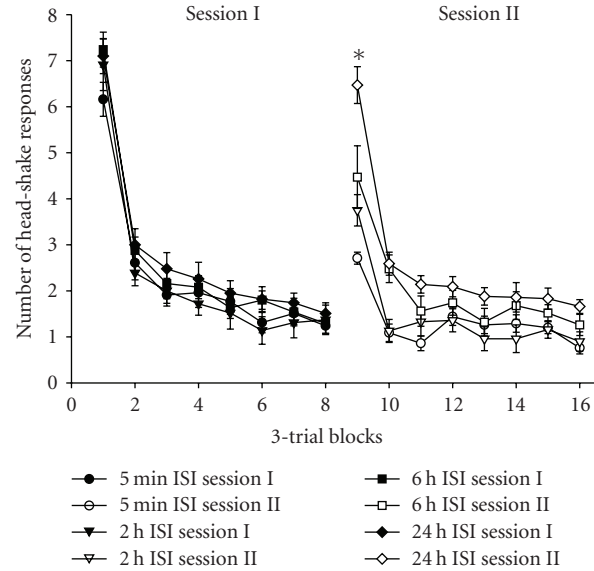 Session I Session II
*
8
7
6
5
4
3
2
1
0
Number of head-shake responses
0 2 4 6 8 10 12 14 16
3-trial blocks
5 min ISI session I
5 min ISI session II
2 h ISI session I
2 h ISI session II
6 h ISI session I
6 h ISI session II
24 h ISI session I
24 h ISI session II